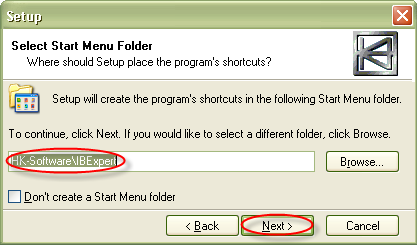 Setup
Select Start Menu Folder
Where should Setup place the program's shortcuts?
Setup will create the program's shortcuts in the following Start Menu folder.
To continue, click Next. If you would like to select a different folder, click Browse.
HK-Software\IBExpert
Browse...
Don't create a Start Menu folder
< Back
Next >
Cancel